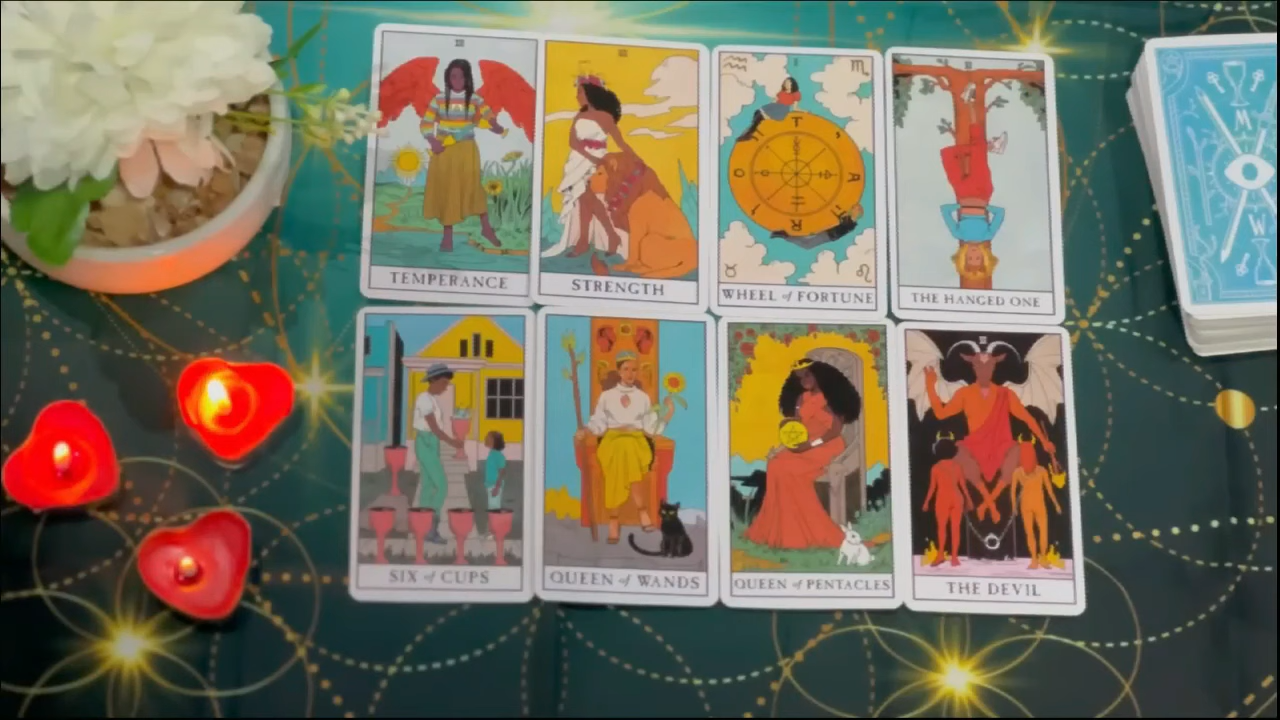 TEMPERANCE
STRENGTH
WHEEL of FORTUNE
THE HANGED ONE
SIX of CUPS
QUEEN of WANDS
QUEEN of PENTACLES
THE DEVIL
M
W
T
A
R
O